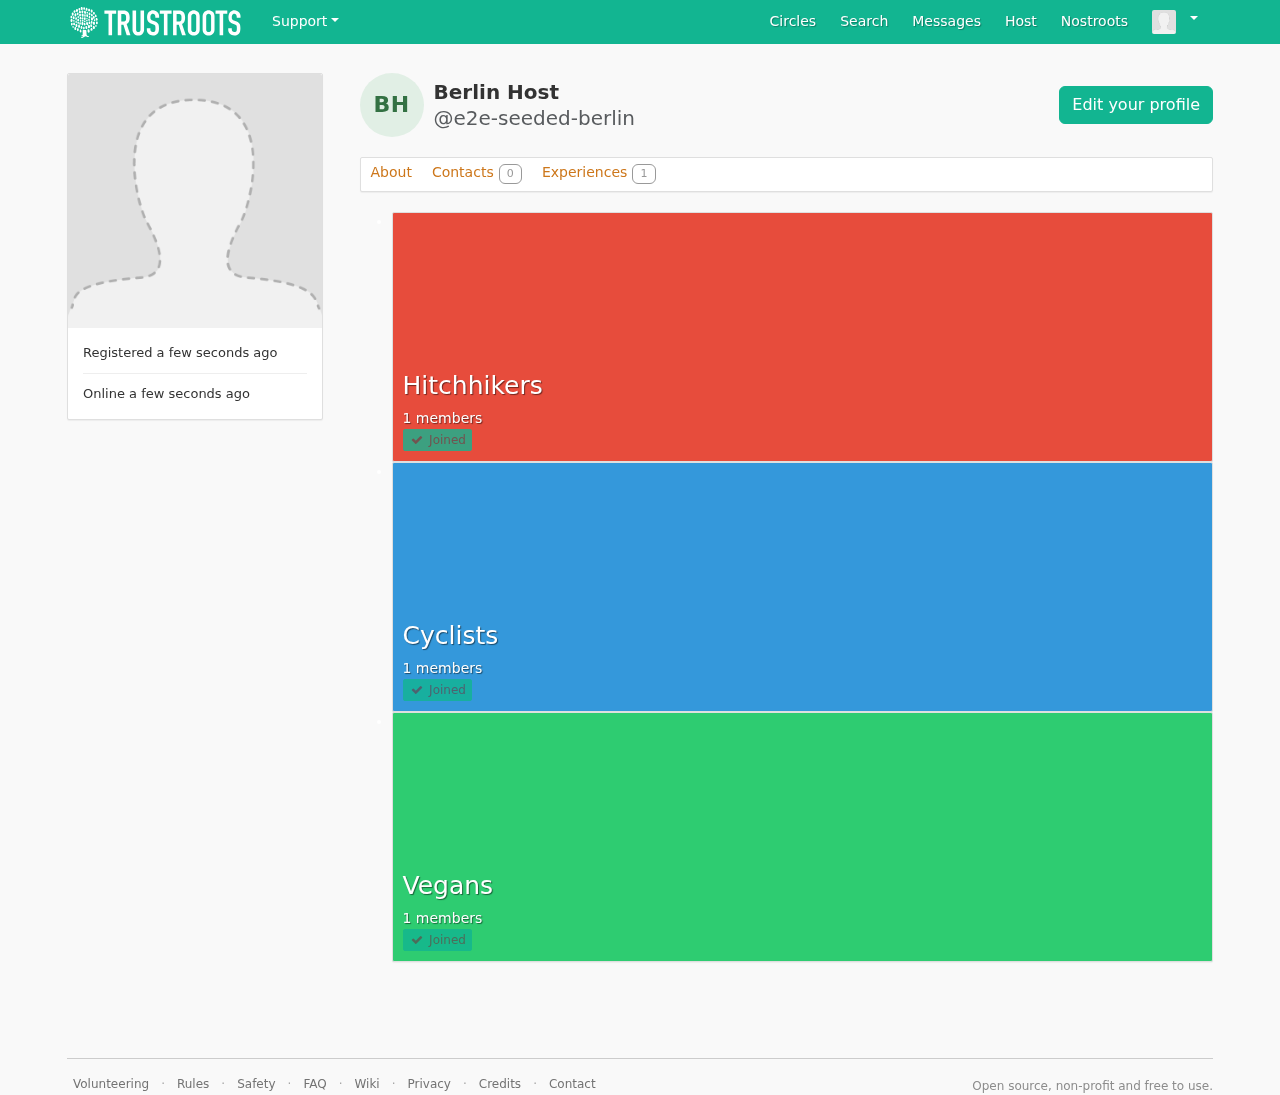 TRUSTROOTS Support Circles Search Messages Host Nostroots
BH
Berlin Host
@e2e-seeded-berlin
Edit your profile
About Contacts 0 Experiences 1
Registered a few seconds ago
Online a few seconds ago
Hitchhikers
1 members
Joined
Cyclists
1 members
Joined
Vegans
1 members
Joined
Volunteering · Rules · Safety · FAQ · Wiki · Privacy · Credits · Contact
Open source, non-profit and free to use.